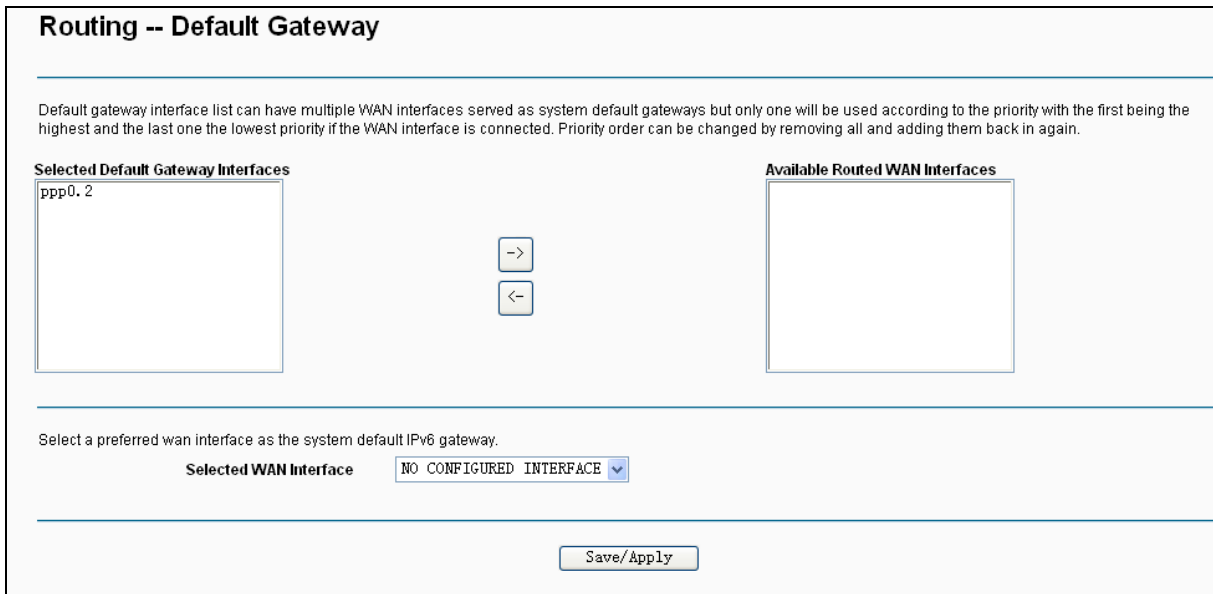 Routing -- Default Gateway
Default gateway interface list can have multiple WAN interfaces served as system default gateways but only one will be used according to the priority with the first being the
highest and the last one the lowest priority if the WAN interface is connected. Priority order can be changed by removing all and adding them back in again.
Selected Default Gateway Interfaces
Available Routed WAN Interfaces
ppp0.2
->
<-
Select a preferred wan interface as the system default IPv6 gateway.
Selected WAN Interface
NO CONFIGURED INTERFACE
Save/Apply